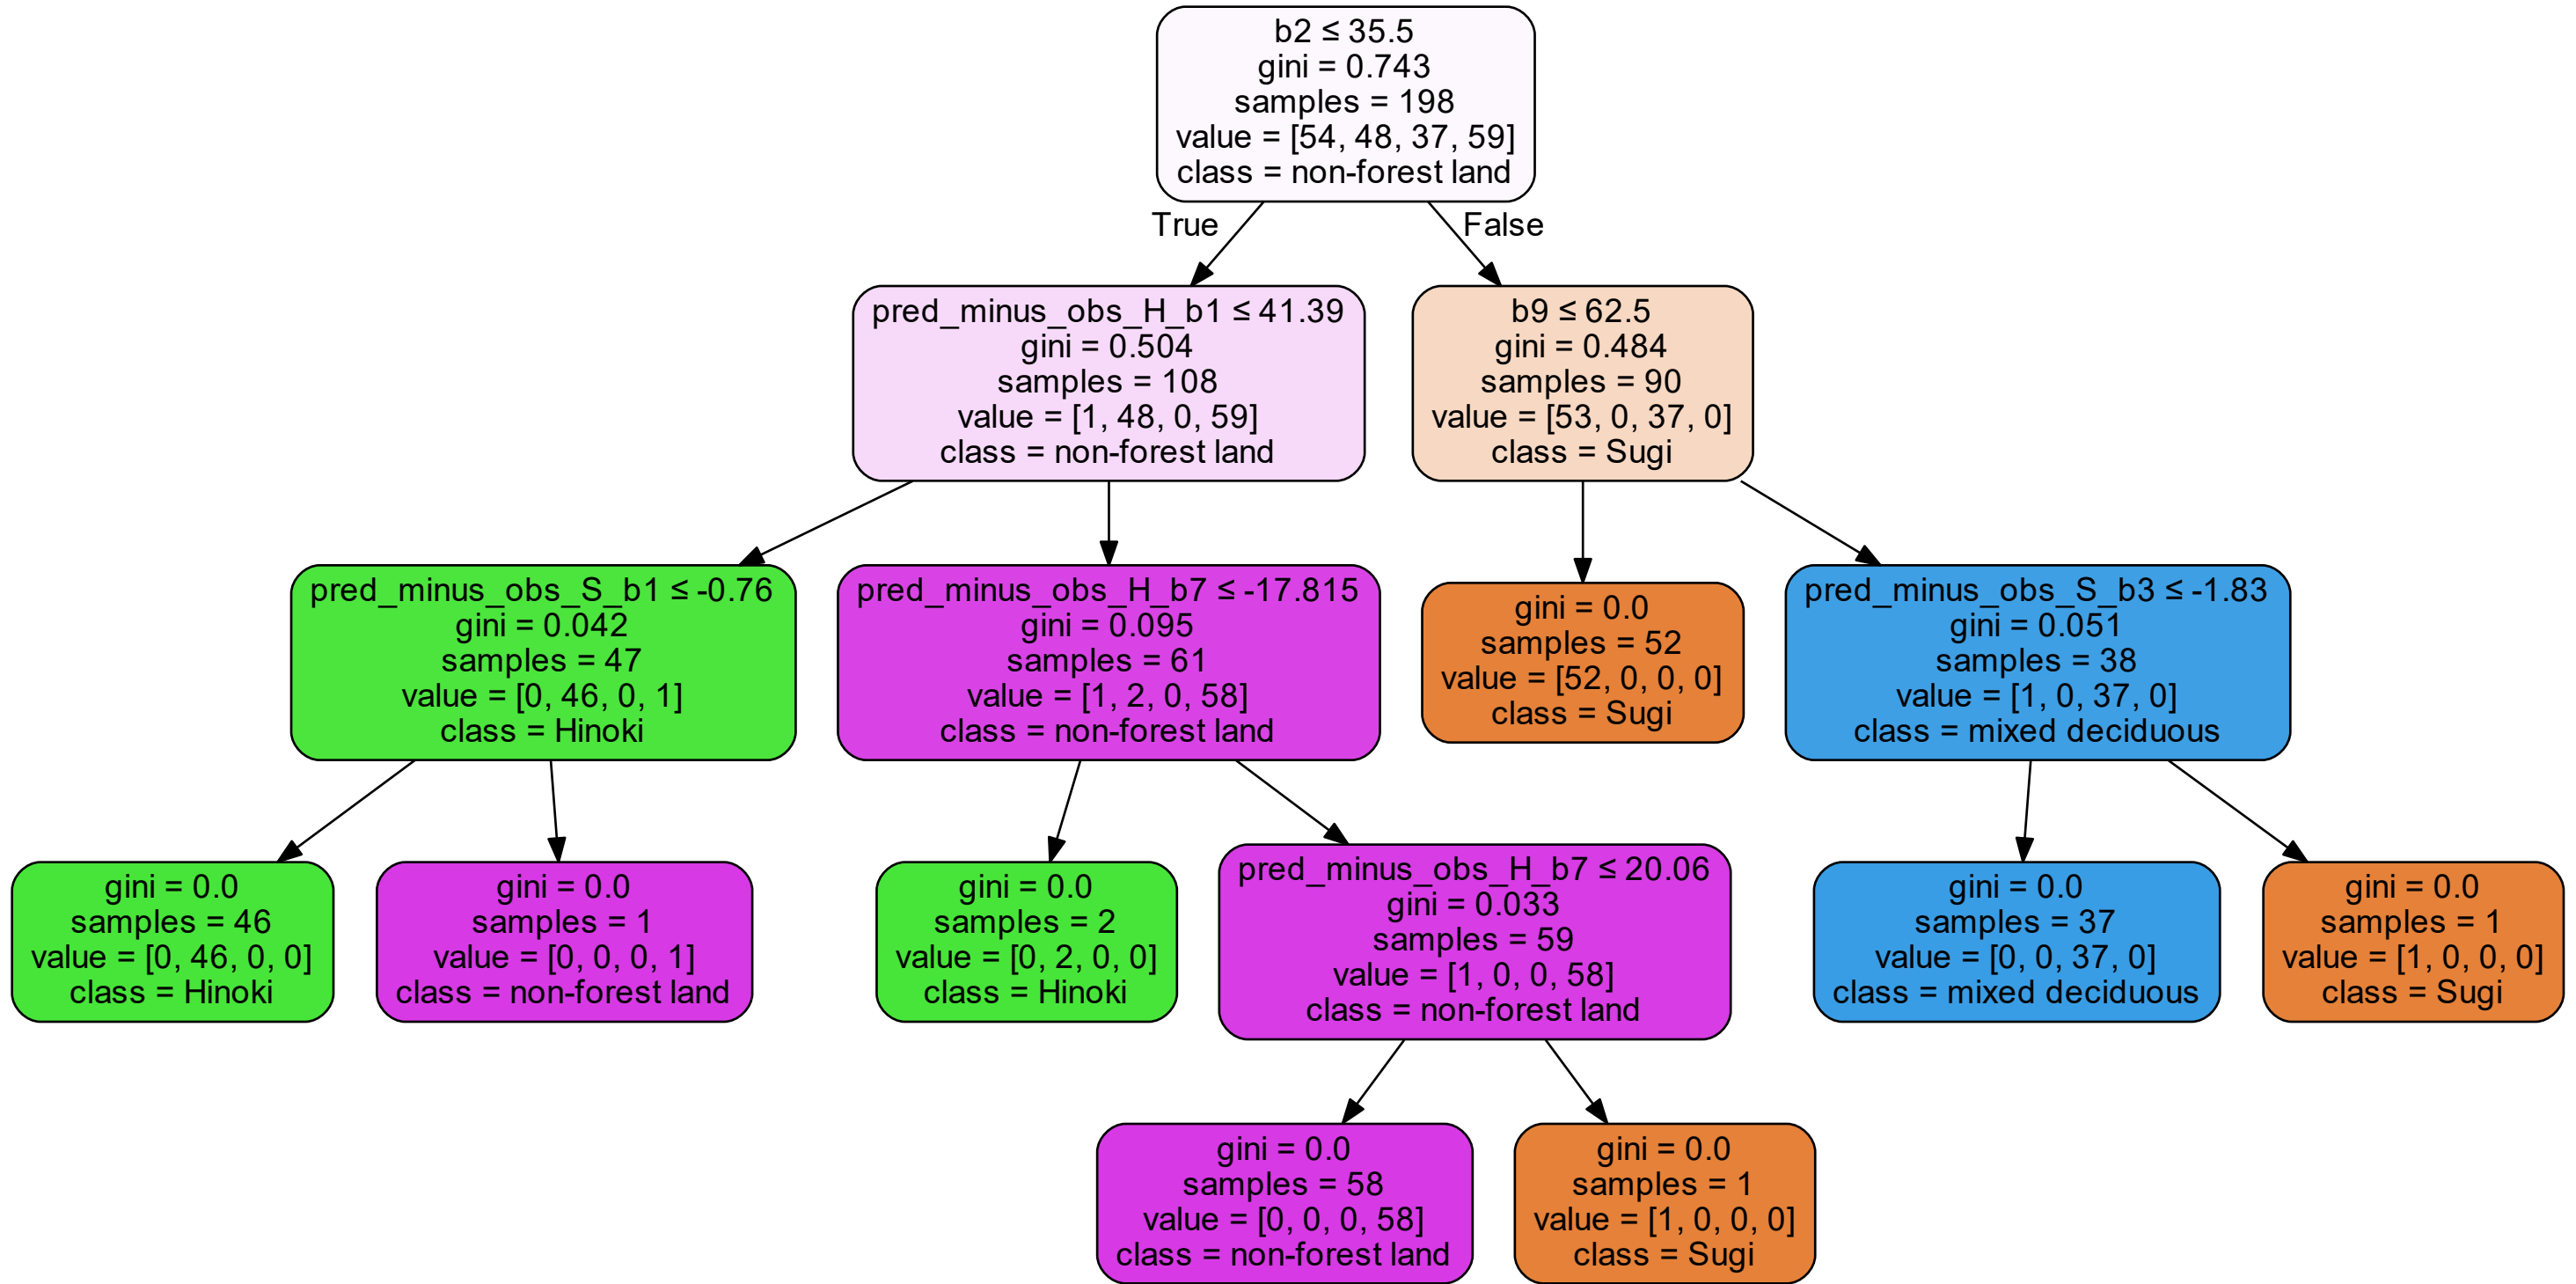 b2 ≤ 35.5
gini = 0.743
samples = 198
value = [54, 48, 37, 59]
class = non-forest land
True
False
pred_minus_obs_H_b1 ≤ 41.39
gini = 0.504
samples = 108
value = [1, 48, 0, 59]
class = non-forest land
b9 ≤ 62.5
gini = 0.484
samples = 90
value = [53, 0, 37, 0]
class = Sugi
pred_minus_obs_S_b1 ≤ -0.76
gini = 0.042
samples = 47
value = [0, 46, 0, 1]
class = Hinoki
pred_minus_obs_H_b7 ≤ -17.815
gini = 0.095
samples = 61
value = [1, 2, 0, 58]
class = non-forest land
gini = 0.0
samples = 52
value = [52, 0, 0, 0]
class = Sugi
pred_minus_obs_S_b3 ≤ -1.83
gini = 0.051
samples = 38
value = [1, 0, 37, 0]
class = mixed deciduous
gini = 0.0
samples = 46
value = [0, 46, 0, 0]
class = Hinoki
gini = 0.0
samples = 1
value = [0, 0, 0, 1]
class = non-forest land
gini = 0.0
samples = 2
value = [0, 2, 0, 0]
class = Hinoki
pred_minus_obs_H_b7 ≤ 20.06
gini = 0.033
samples = 59
value = [1, 0, 0, 58]
class = non-forest land
gini = 0.0
samples = 37
value = [0, 0, 37, 0]
class = mixed deciduous
gini = 0.0
samples = 1
value = [1, 0, 0, 0]
class = Sugi
gini = 0.0
samples = 58
value = [0, 0, 0, 58]
class = non-forest land
gini = 0.0
samples = 1
value = [1, 0, 0, 0]
class = Sugi